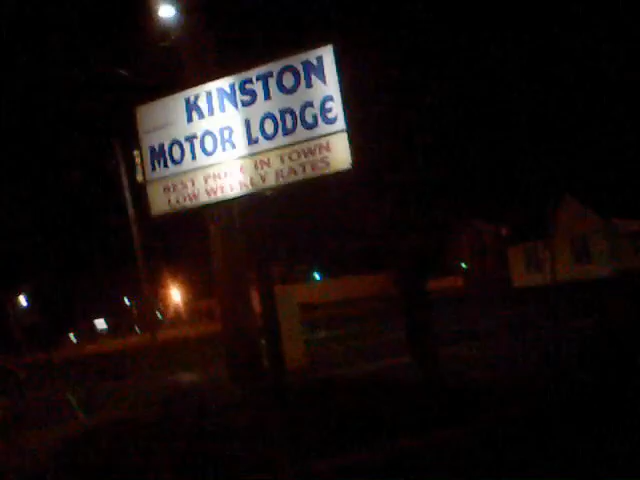 KINSTON
MOTOR LODGE
BEST PRICE IN TOWN
LOW WEEKLY RATES